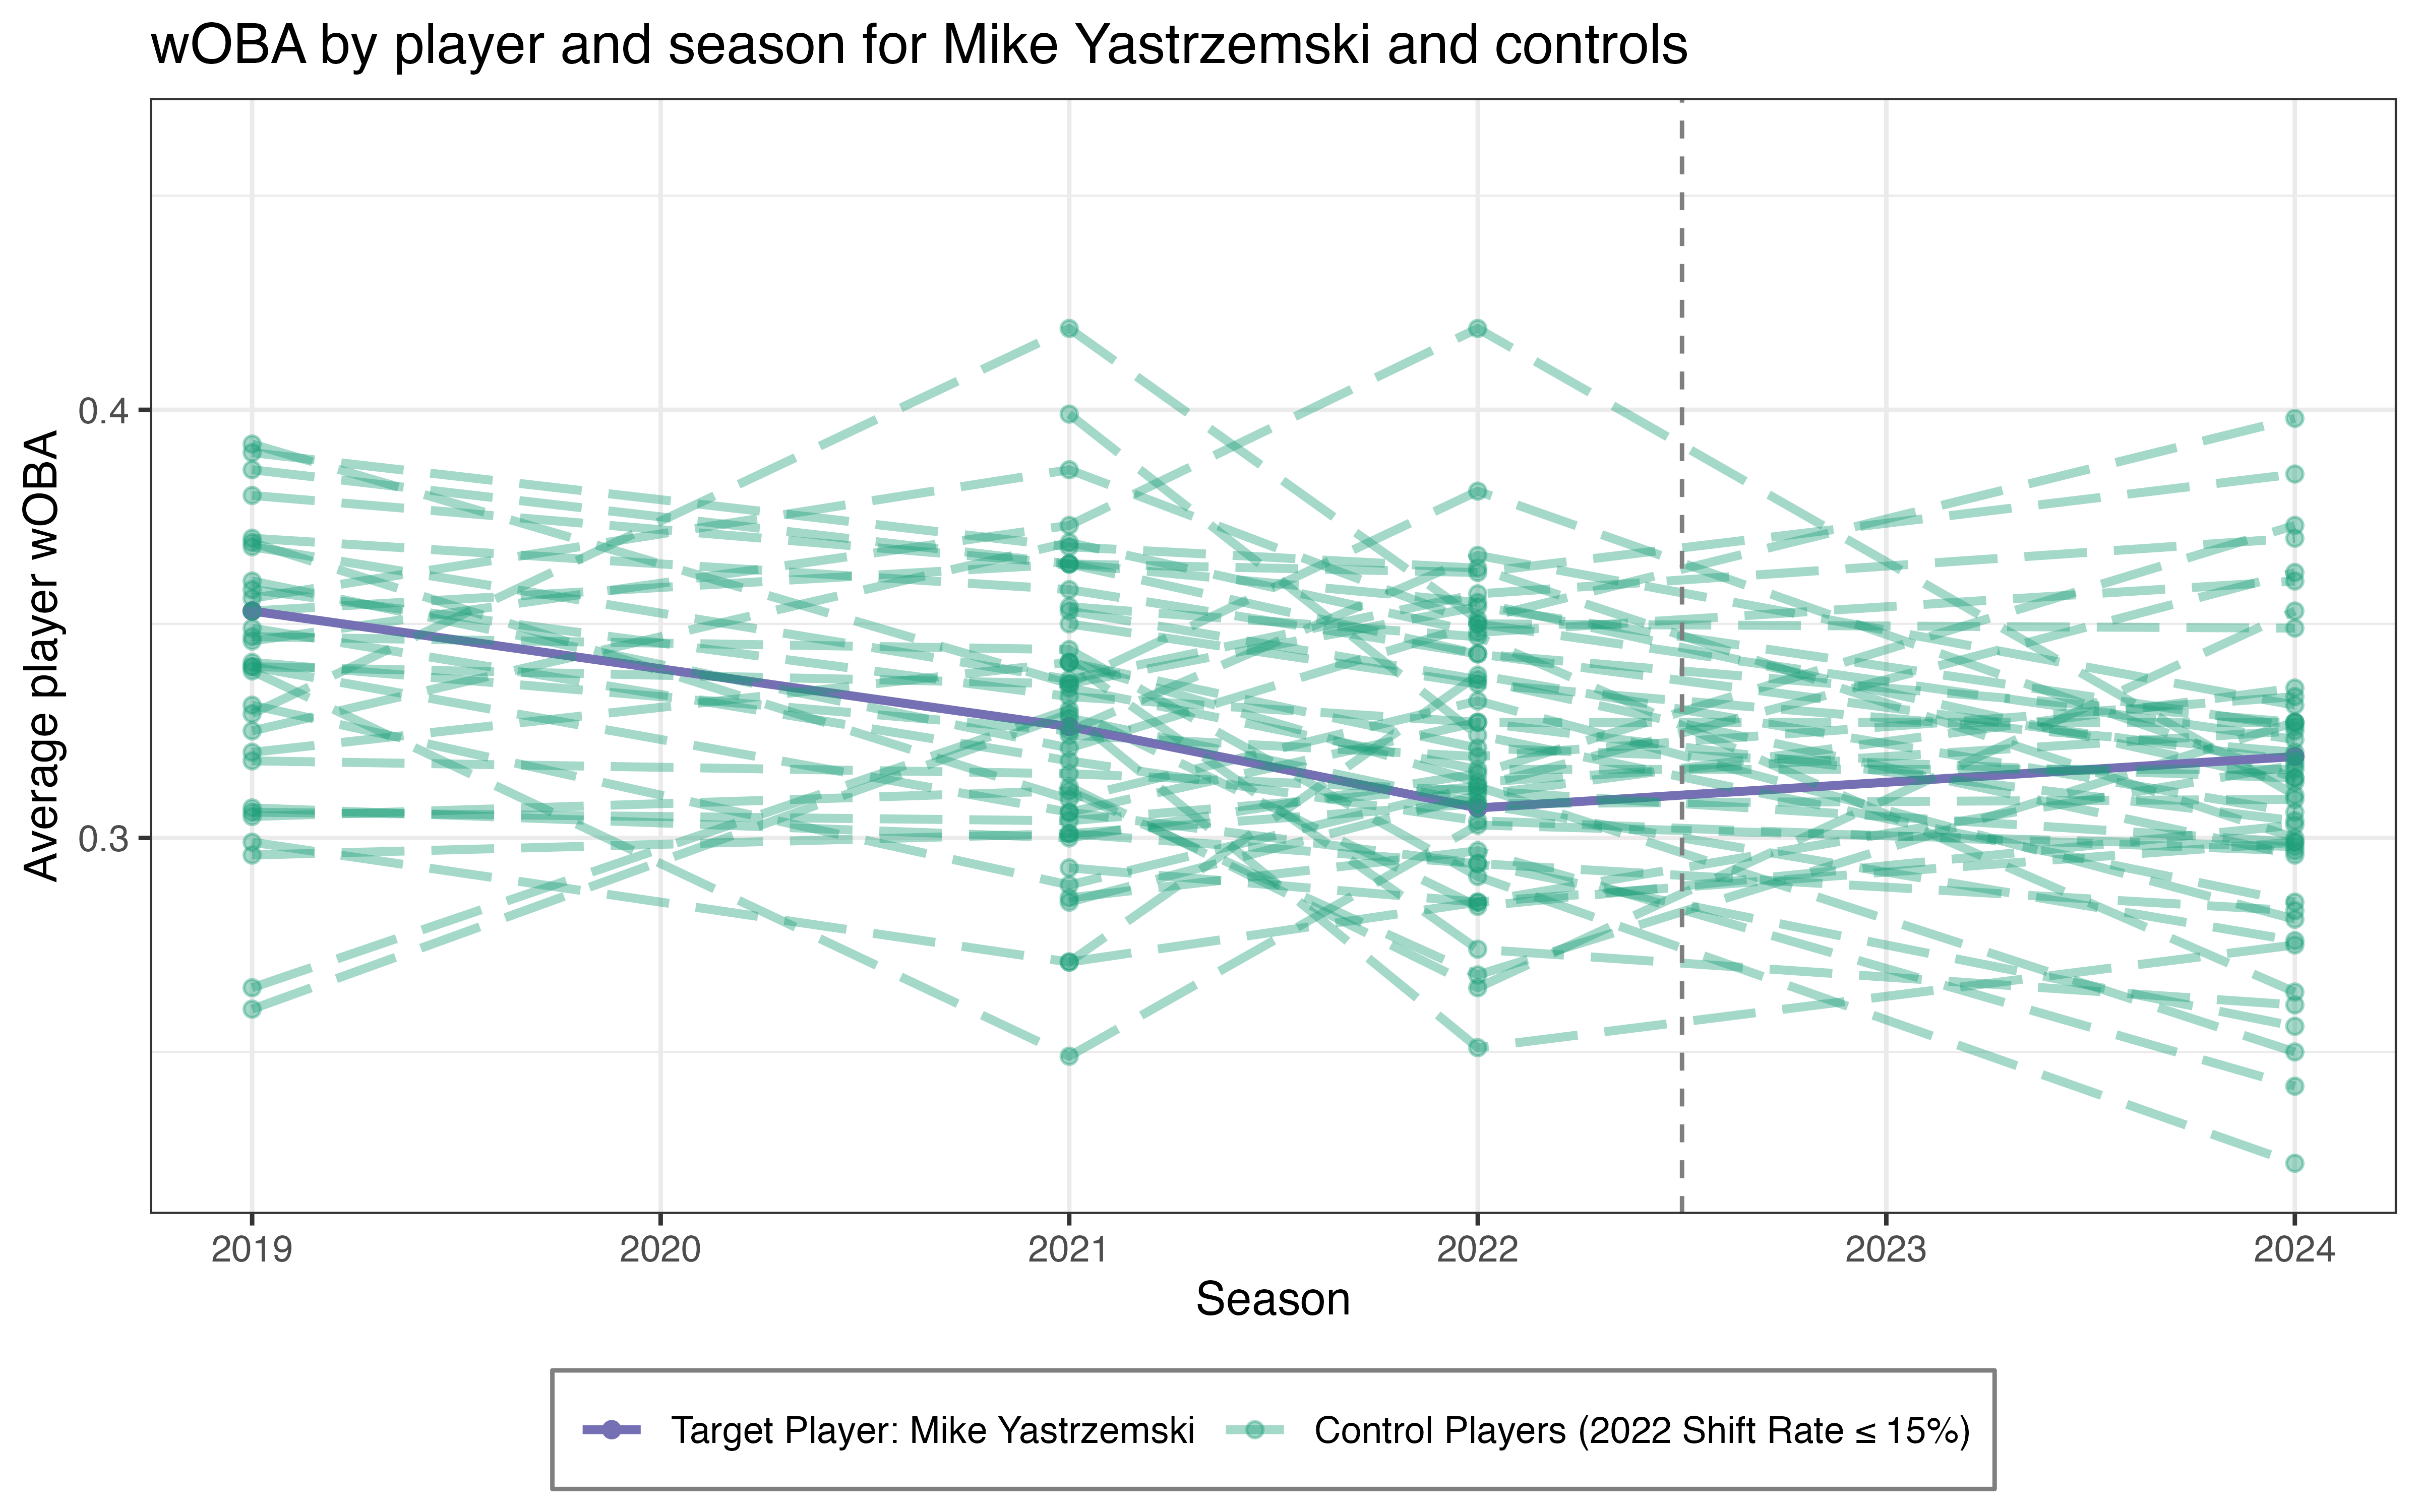 wOBA by player and season for Mike Yastrzemski and controls
Average player wOBA
0.4
0.3
2019 2020 2021 2022 2023 2024
Season
Target Player: Mike Yastrzemski Control Players (2022 Shift Rate ≤ 15%)